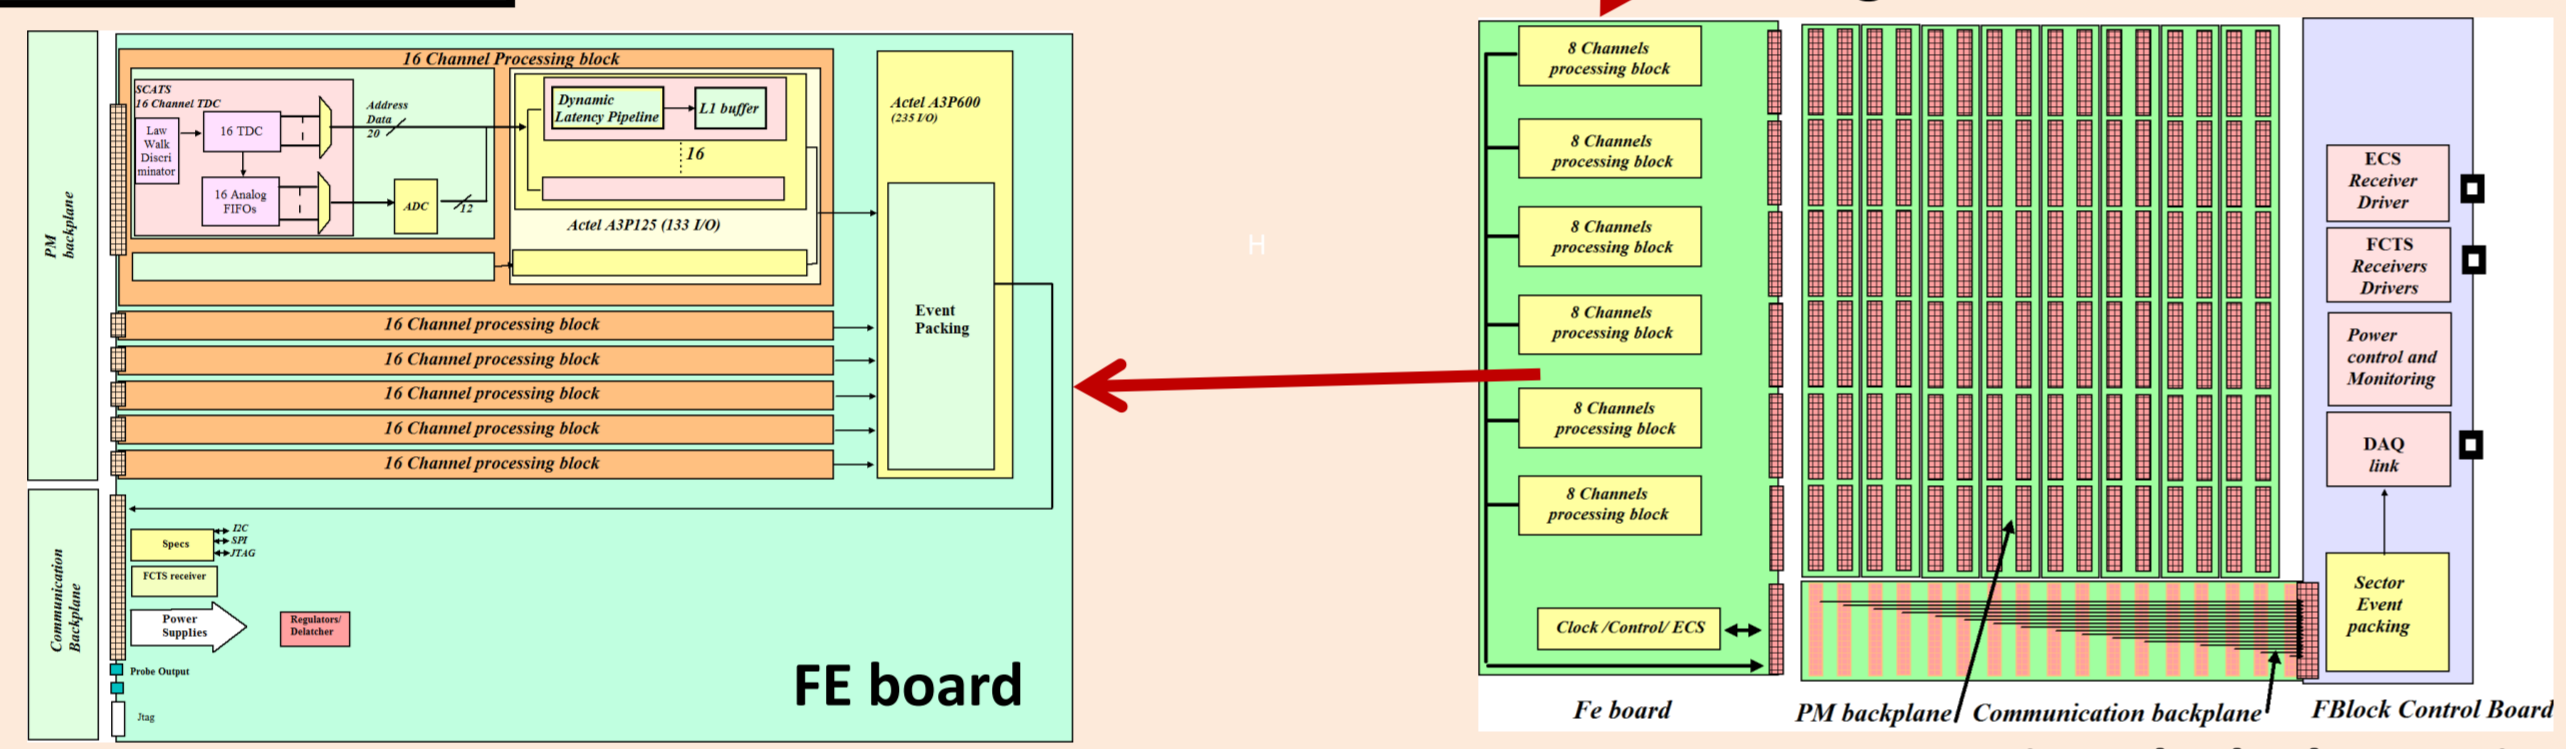 PM
backplane
16 Channel Processing block
SCATS
16 Channel TDC
Law
Walk
Discri
minator
16 TDC
16 Analog
FIFOs
Address
Data
20
ADC
12
Dynamic
Latency Pipeline
L1 buffer
16
Actel A3P125 (133 I/O)
Actel A3P600
(235 I/O)
Event
Packing
16 Channel processing block
16 Channel processing block
16 Channel processing block
16 Channel processing block
16 Channel processing block
Communication
Backplane
Specs
I2C
SPI
JTAG
FCTS receiver
Power
Supplies
Regulators/
Delatcher
Probe Output
Jtag
FE board
H
8 Channels
processing block
8 Channels
processing block
8 Channels
processing block
8 Channels
processing block
8 Channels
processing block
8 Channels
processing block
Clock /Control/ ECS
Fe board
PM backplane
Communication backplane
ECS
Receiver
Driver
FCTS
Receivers
Drivers
Power
control and
Monitoring
DAQ
link
Sector
Event
packing
FBlock Control Board